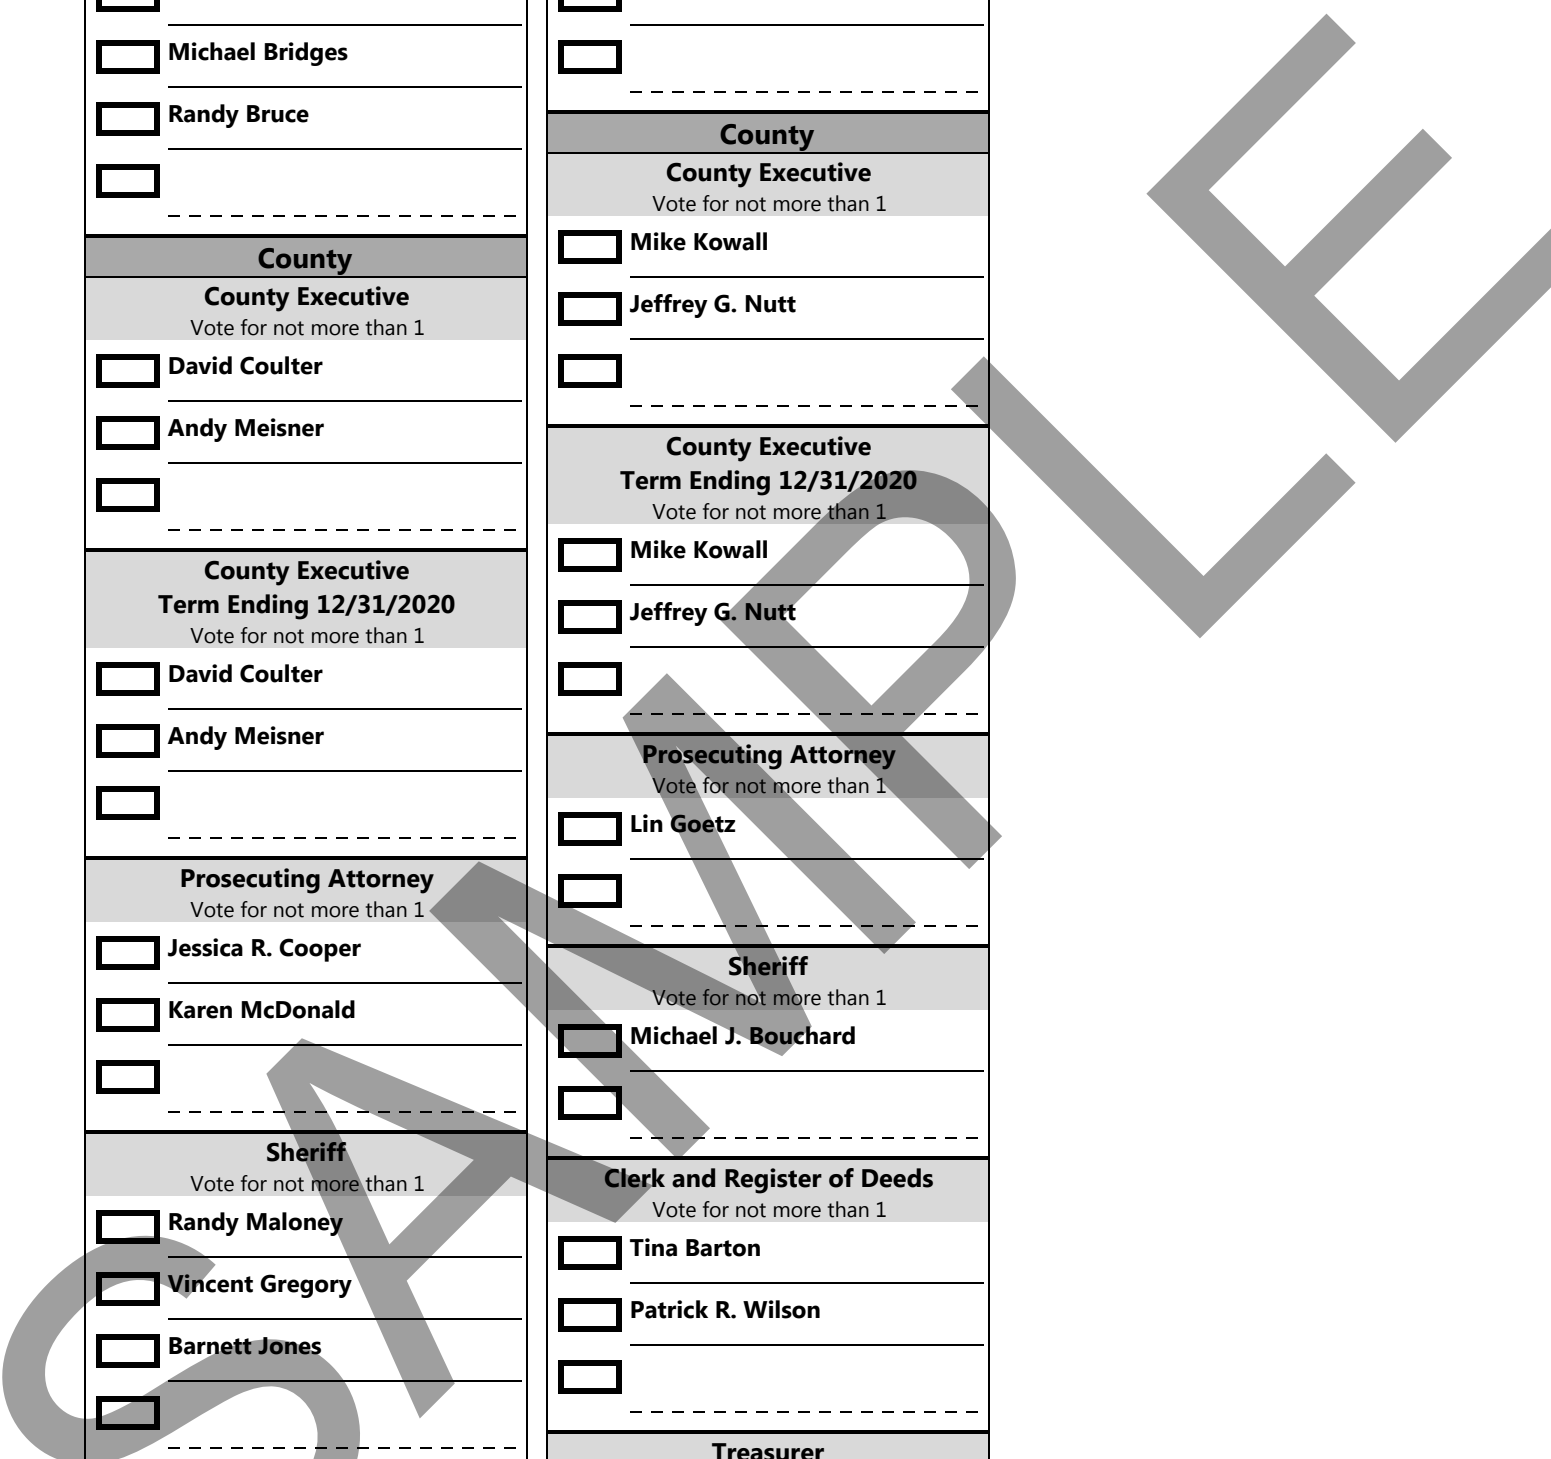 Michael Bridges
Randy Bruce
County
County Executive
Vote for not more than 1
David Coulter
Andy Meisner
County Executive
Term Ending 12/31/2020
Vote for not more than 1
David Coulter
Andy Meisner
Prosecuting Attorney
Vote for not more than 1
Jessica R. Cooper
Karen McDonald
Sheriff
Vote for not more than 1
Randy Maloney
Vincent Gregory
Barnett Jones
County
County Executive
Vote for not more than 1
Mike Kowall
Jeffrey G. Nutt
County Executive
Term Ending 12/31/2020
Vote for not more than 1
Mike Kowall
Jeffrey G. Nutt
Prosecuting Attorney
Vote for not more than 1
Lin Goetz
Sheriff
Vote for not more than 1
Michael J. Bouchard
Clerk and Register of Deeds
Vote for not more than 1
Tina Barton
Patrick R. Wilson
Treasurer
SAMPLE